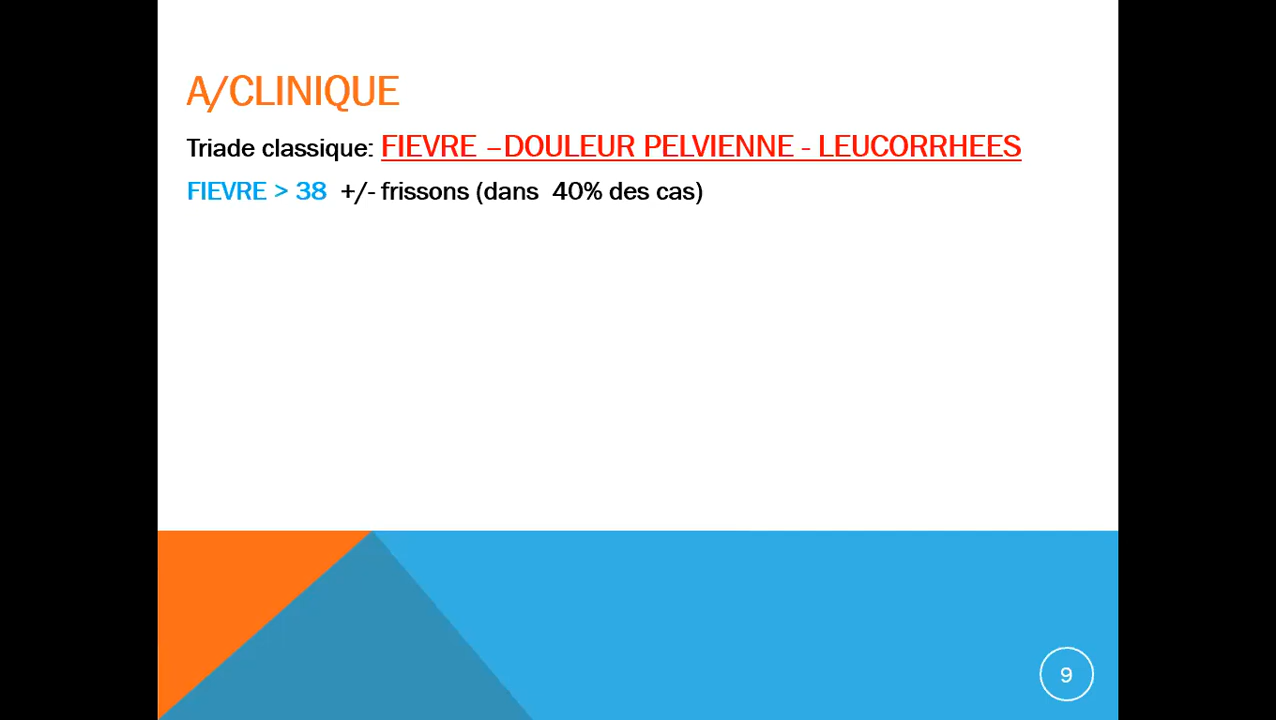 A/CLINIQUE
Triade classique: FIEVRE –DOULEUR PELVIENNE - LEUCORRHEES
FIEVRE > 38 +/- frissons (dans 40% des cas)
9